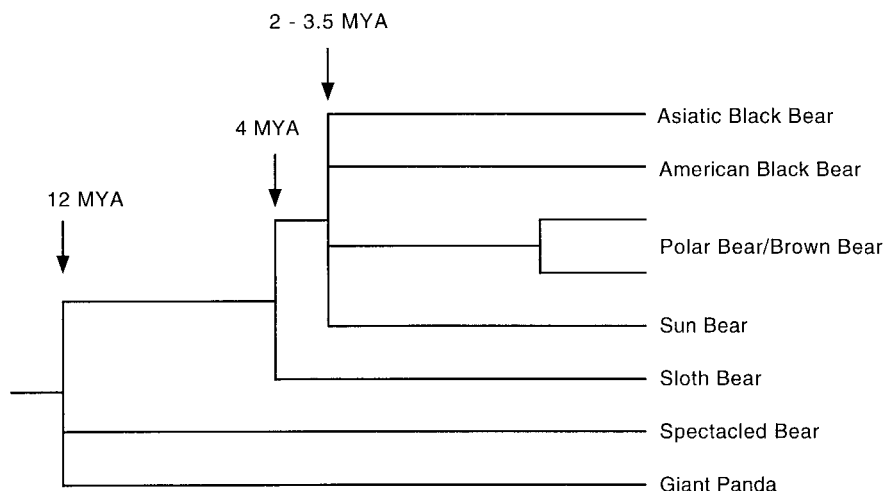 2 - 3.5 MYA
4 MYA
12 MYA
Asiatic Black Bear
American Black Bear
Polar Bear/Brown Bear
Sun Bear
Sloth Bear
Spectacled Bear
Giant Panda